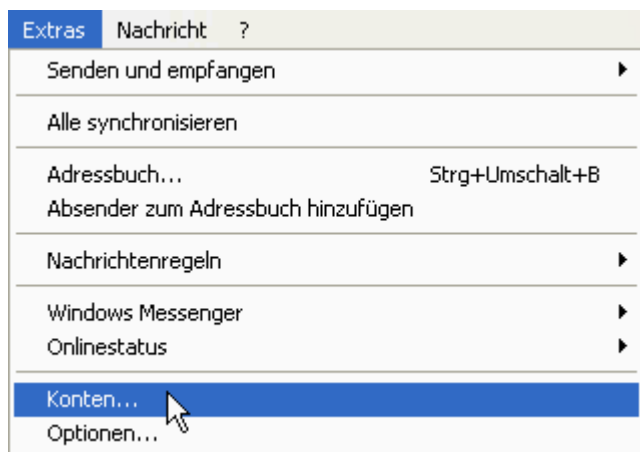 Extras Nachricht ?
Senden und empfangen
Alle synchronisieren
Adressbuch... Strg+Umschalt+B
Absender zum Adressbuch hinzufügen
Nachrichtenregeln
Windows Messenger
Onlinestatus
Konten...
Optionen...